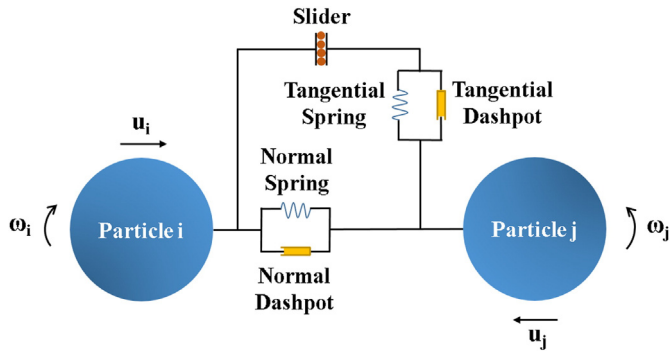 Slider
Tangential
Spring
Tangential
Dashpot
u_i
Normal
Spring
ω_i
Particle i
Particle j
ω_j
Normal
Dashpot
u_j